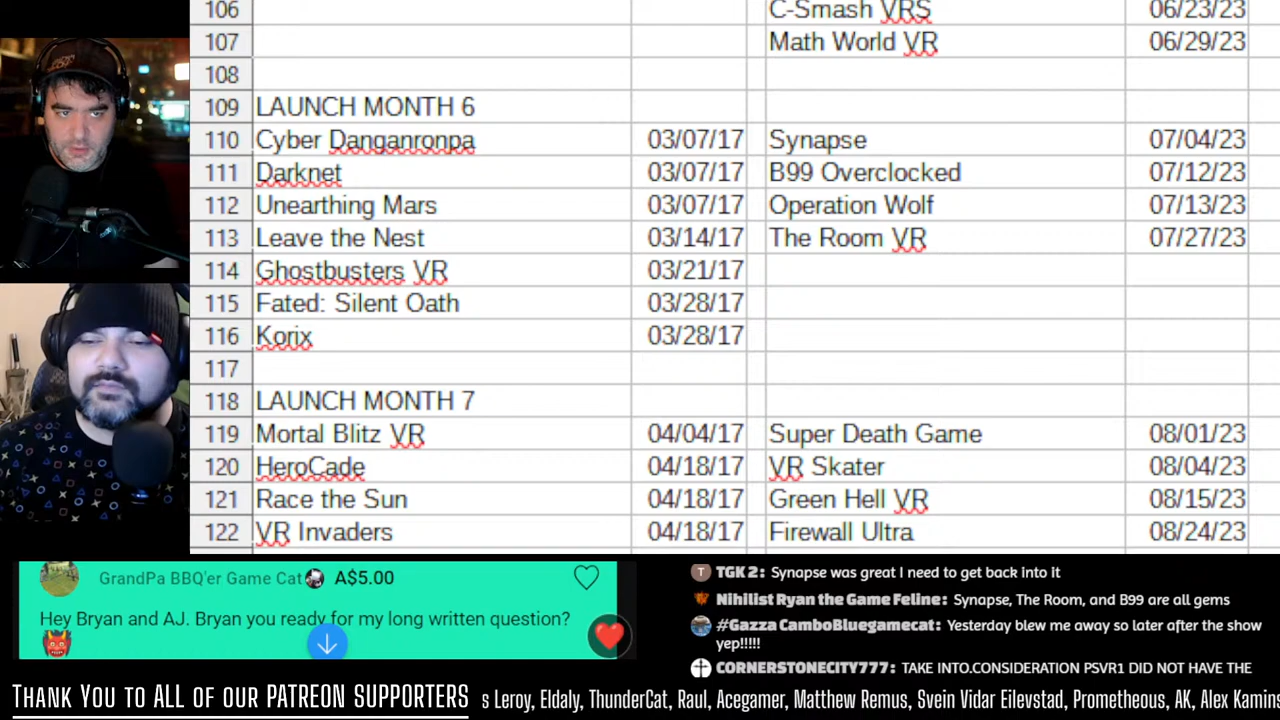 106 C-Smash VRS 06/23/23
107 Math World VR 06/29/23
108
109 LAUNCH MONTH 6
110 Cyber Danganronpa 03/07/17 Synapse 07/04/23
111 Darknet 03/07/17 B99 Overclocked 07/12/23
112 Unearthing Mars 03/07/17 Operation Wolf 07/13/23
113 Leave the Nest 03/14/17 The Room VR 07/27/23
114 Ghostbusters VR 03/21/17
115 Fated: Silent Oath 03/28/17
116 Korix 03/28/17
117
118 LAUNCH MONTH 7
119 Mortal Blitz VR 04/04/17 Super Death Game 08/01/23
120 HeroCade 04/18/17 VR Skater 08/04/23
121 Race the Sun 04/18/17 Green Hell VR 08/15/23
122 VR Invaders 04/18/17 Firewall Ultra 08/24/23
GrandPa BBQ'er Game Cat A$5.00
Hey Bryan and AJ. Bryan you ready for my long written question?
TGK 2: Synapse was great I need to get back into it
Nihilist Ryan the Game Feline: Synapse, The Room, and B99 are all gems
#Gazza CamboBluegamecat: Yesterday blew me away so later after the show
yep!!!!!
CORNERSTONECITY777: TAKE INTO.CONSIDERATION PSVR1 DID NOT HAVE THE
THANK YOU TO ALL OF OUR PATREON SUPPORTERS s Leroy, Eldaly, ThunderCat, Raul, Acegamer, Matthew Remus, Svein Vidar Eilevstad, Prometheous, AK, Alex Kamins